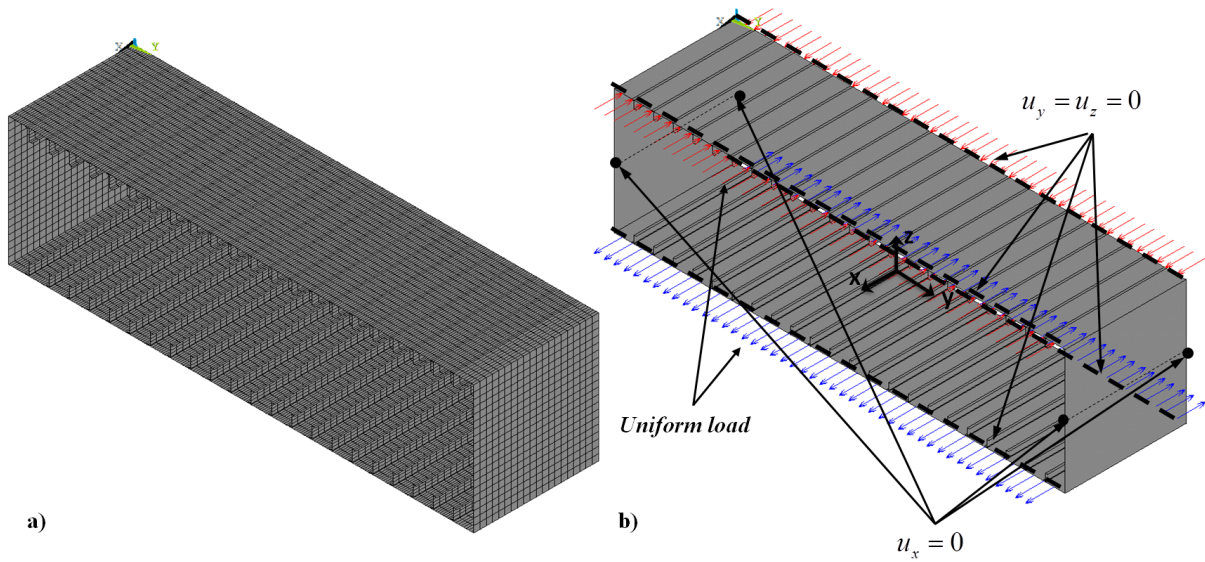 X Y
a)
X Y
u_y = u_z = 0
z
x
y
Uniform load
b)
u_x = 0